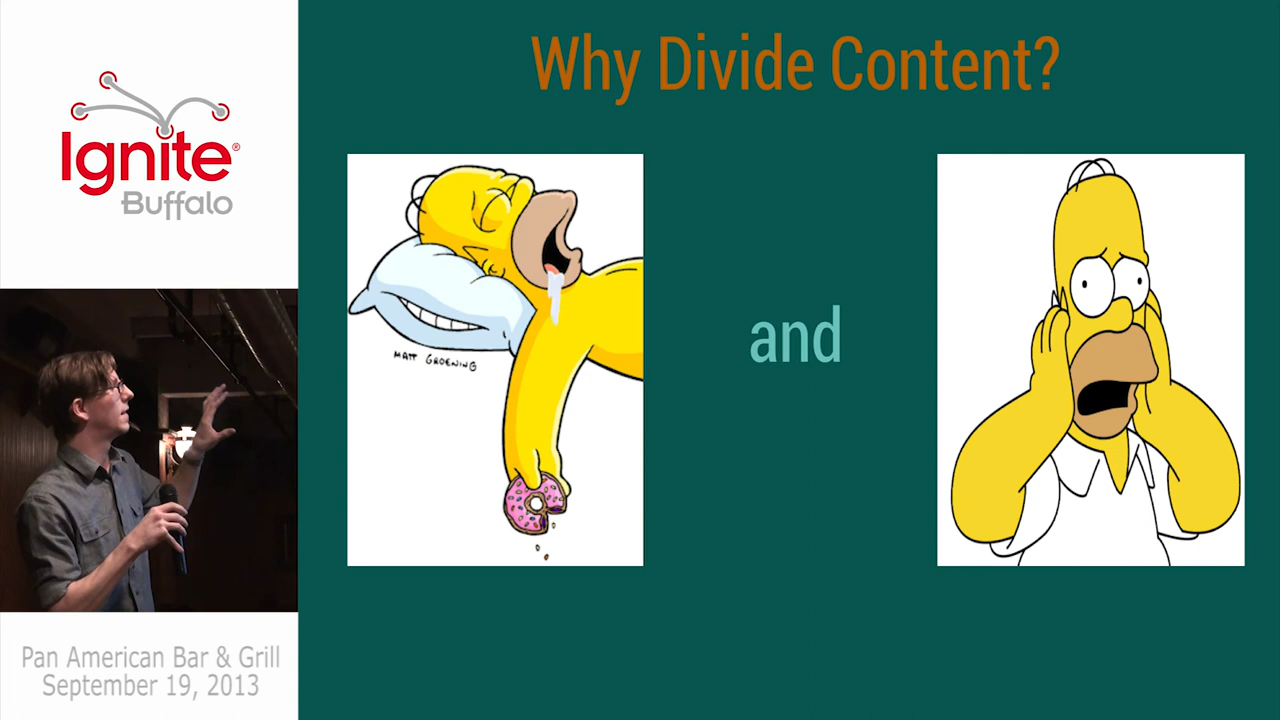 Ignite®
Buffalo
Pan American Bar & Grill
September 19, 2013
Why Divide Content?
MATT GROENING
and